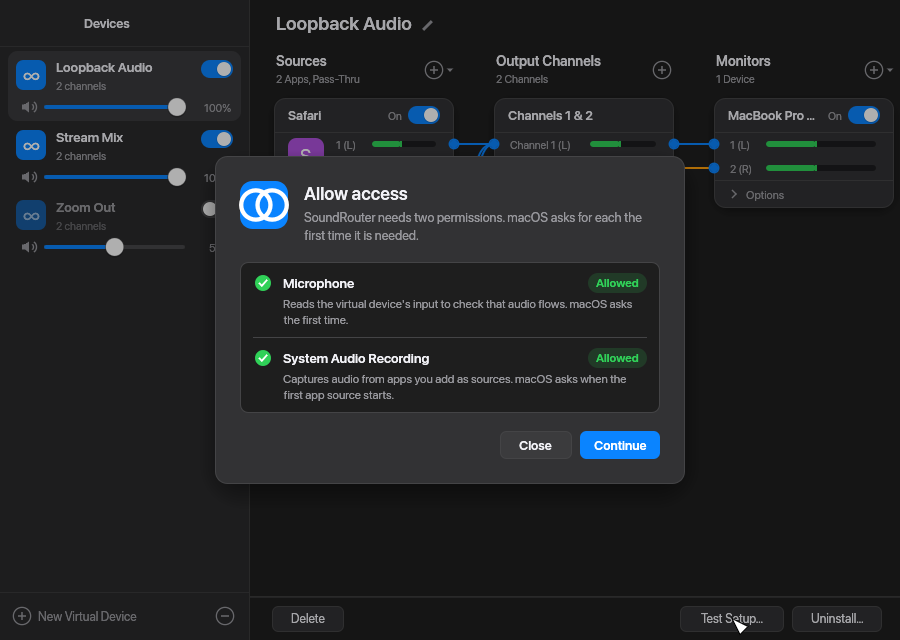 Devices
Loopback Audio
2 channels
100%
Stream Mix
2 channels
10
Zoom Out
2 channels
5
New Virtual Device
Loopback Audio
Sources
2 Apps, Pass-Thru
Output Channels
2 Channels
Monitors
1 Device
Safari
On
S
1 (L)
Channels 1 & 2
Channel 1 (L)
MacBook Pro ...
On
1 (L)
2 (R)
Options
Allow access
SoundRouter needs two permissions. macOS asks for each the
first time it is needed.
Microphone
Allowed
Reads the virtual device's input to check that audio flows. macOS asks
the first time.
System Audio Recording
Allowed
Captures audio from apps you add as sources. macOS asks when the
first app source starts.
Close
Continue
Delete
Test Setup...
Uninstall...